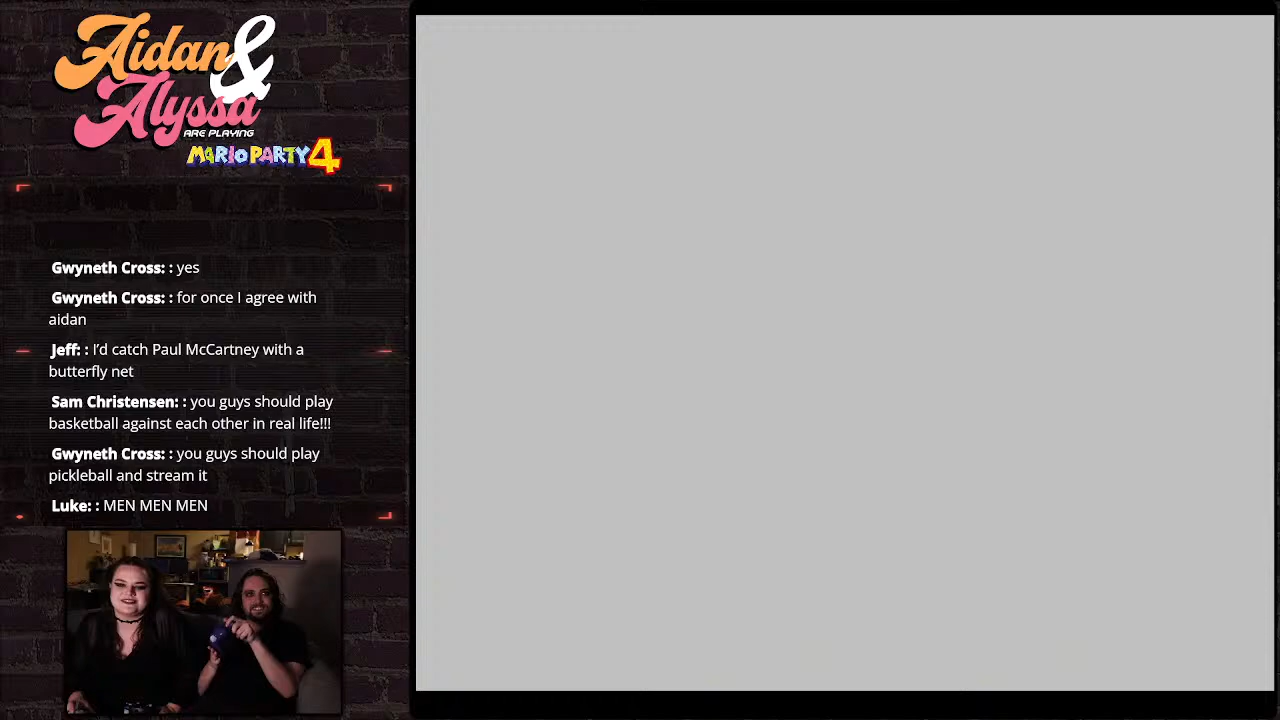 Aidan &
Alyssa
ARE PLAYING
MARIO PARTY 4
Gwyneth Cross: : yes
Gwyneth Cross: : for once I agree with
aidan
Jeff: : I’d catch Paul McCartney with a
butterfly net
Sam Christensen: : you guys should play
basketball against each other in real life!!!
Gwyneth Cross: : you guys should play
pickleball and stream it
Luke: : MEN MEN MEN